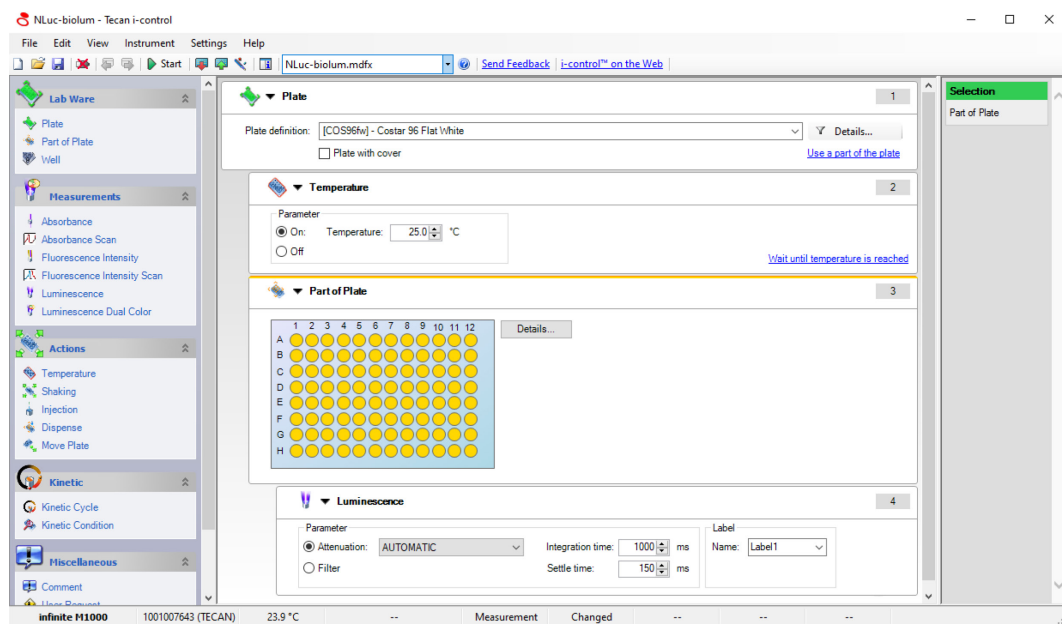 NLuc-biolum - Tecan i-control
File Edit View Instrument Settings Help
Start NLuc-biolum.mdfx Send Feedback i-control™ on the Web
Lab Ware
Plate
Part of Plate
Well
Measurements
Absorbance
Absorbance Scan
Fluorescence Intensity
Fluorescence Intensity Scan
Luminescence
Luminescence Dual Color
Actions
Temperature
Shaking
Injection
Dispense
Move Plate
Kinetic
Kinetic Cycle
Kinetic Condition
Miscellaneous
Comment
User Request
Plate 1
Plate definition: [COS96fw] - Costar 96 Flat White Details...
Plate with cover Use a part of the plate
Temperature 2
Parameter
On: Temperature: 25.0 °C
Off
Wait until temperature is reached
Part of Plate 3
1 2 3 4 5 6 7 8 9 10 11 12
A
B
C
D
E
F
G
H
Details...
Luminescence 4
Parameter
Attenuation: AUTOMATIC Integration time: 1000 ms
Filter Settle time: 150 ms
Label
Name: Label1
Selection
Part of Plate
infinite M1000 1001007643 (TECAN) 23.9 °C -- Measurement Changed -- -- --